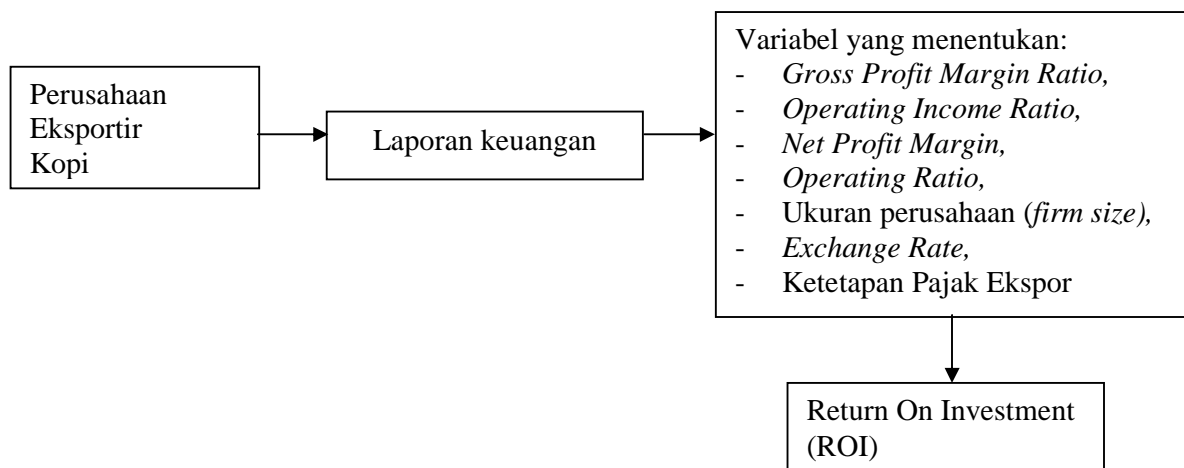 Perusahaan
Eksportir
Kopi
Laporan keuangan
Variabel yang menentukan:
- Gross Profit Margin Ratio,
- Operating Income Ratio,
- Net Profit Margin,
- Operating Ratio,
- Ukuran perusahaan (firm size),
- Exchange Rate,
- Ketetapan Pajak Ekspor
Return On Investment
(ROI)